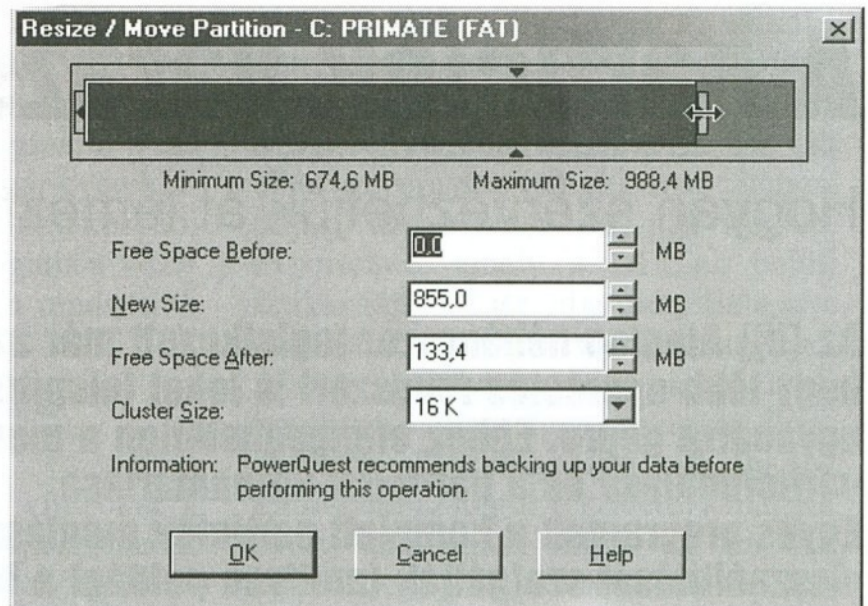 Resize / Move Partition - C: PRIMATE (FAT)
Minimum Size: 674,6 MB Maximum Size: 988,4 MB
Free Space Before: 0,0 MB
New Size: 855,0 MB
Free Space After: 133,4 MB
Cluster Size: 16 K
Information: PowerQuest recommends backing up your data before
performing this operation.
OK Cancel Help